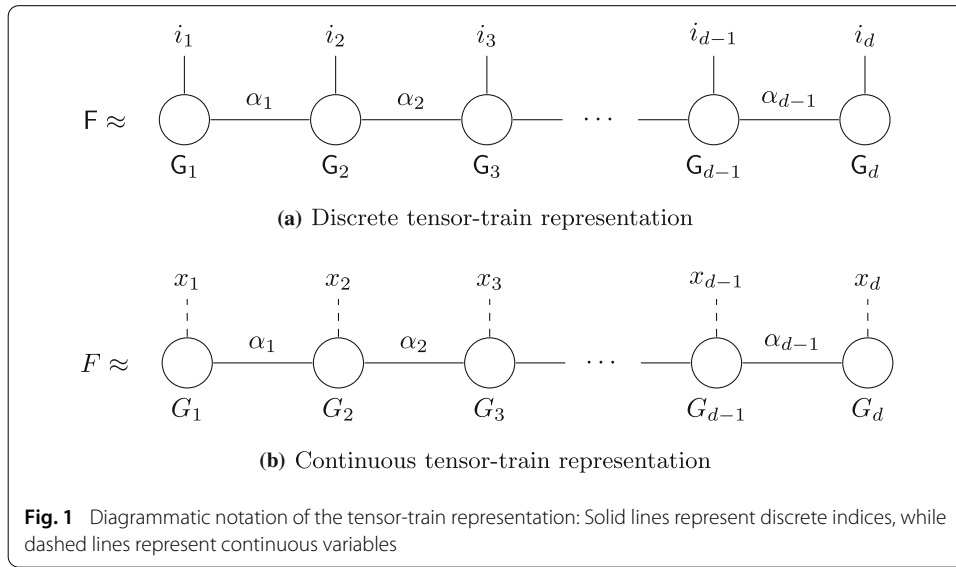 i₁ i₂ i₃ i_{d−1} i_d
F ≈ α₁ α₂ ⋯ α_{d−1}
G₁ G₂ G₃ G_{d−1} G_d
(a) Discrete tensor-train representation
x₁ x₂ x₃ x_{d−1} x_d
F ≈ α₁ α₂ ⋯ α_{d−1}
G₁ G₂ G₃ G_{d−1} G_d
(b) Continuous tensor-train representation
Fig. 1 Diagrammatic notation of the tensor-train representation: Solid lines represent discrete indices, while
dashed lines represent continuous variables